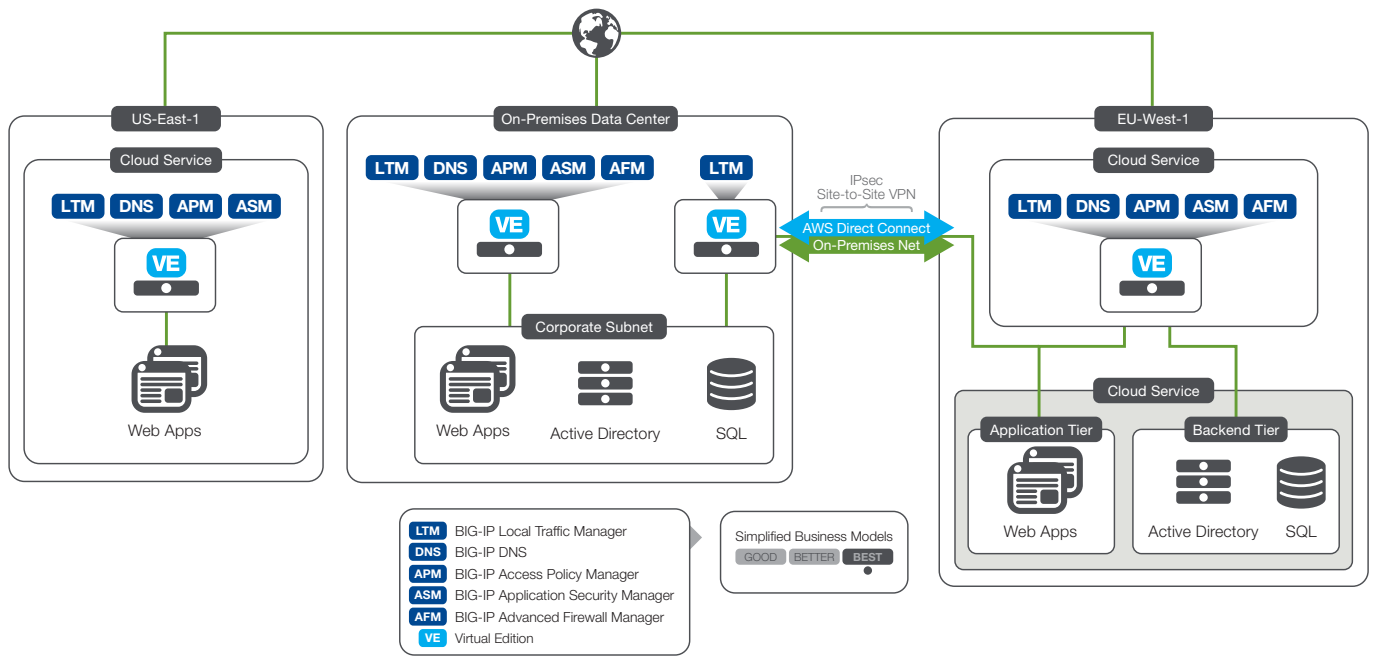 US-East-1
Cloud Service
LTM DNS APM ASM
VE
Web Apps
On-Premises Data Center
LTM DNS APM ASM AFM
LTM
VE
VE
Corporate Subnet
Web Apps
Active Directory
SQL
IPsec
Site-to-Site VPN
AWS Direct Connect
On-Premises Net
EU-West-1
Cloud Service
LTM DNS APM ASM AFM
VE
Cloud Service
Application Tier
Web Apps
Backend Tier
Active Directory
SQL
LTM BIG-IP Local Traffic Manager
DNS BIG-IP DNS
APM BIG-IP Access Policy Manager
ASM BIG-IP Application Security Manager
AFM BIG-IP Advanced Firewall Manager
VE Virtual Edition
Simplified Business Models
GOOD BETTER BEST